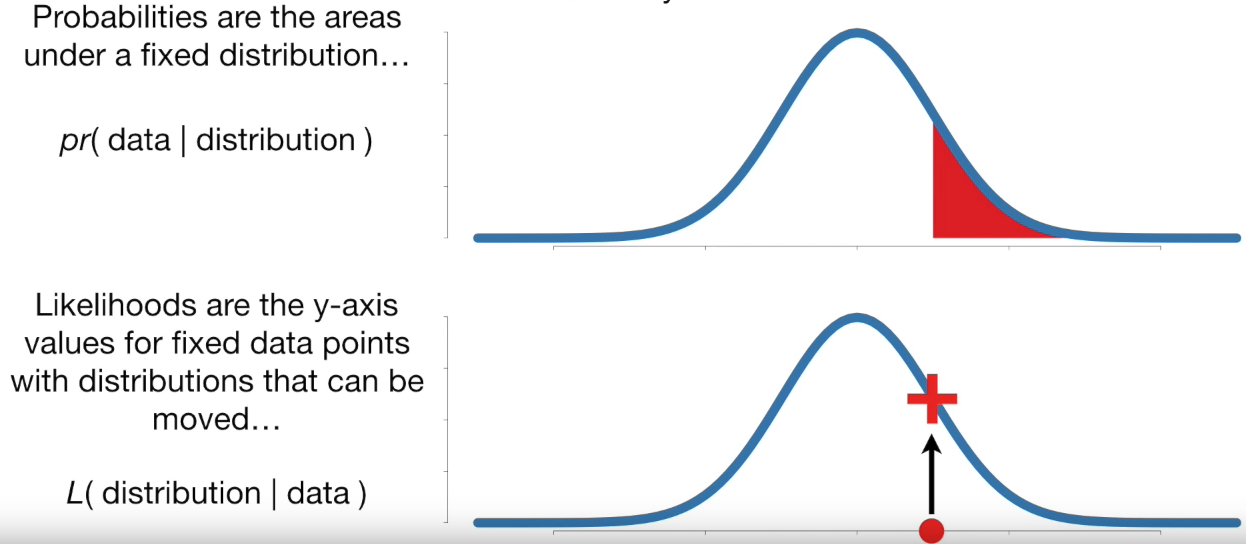 Probabilities are the areas
under a fixed distribution…
pr( data | distribution )
Likelihoods are the y-axis
values for fixed data points
with distributions that can be
moved…
L( distribution | data )